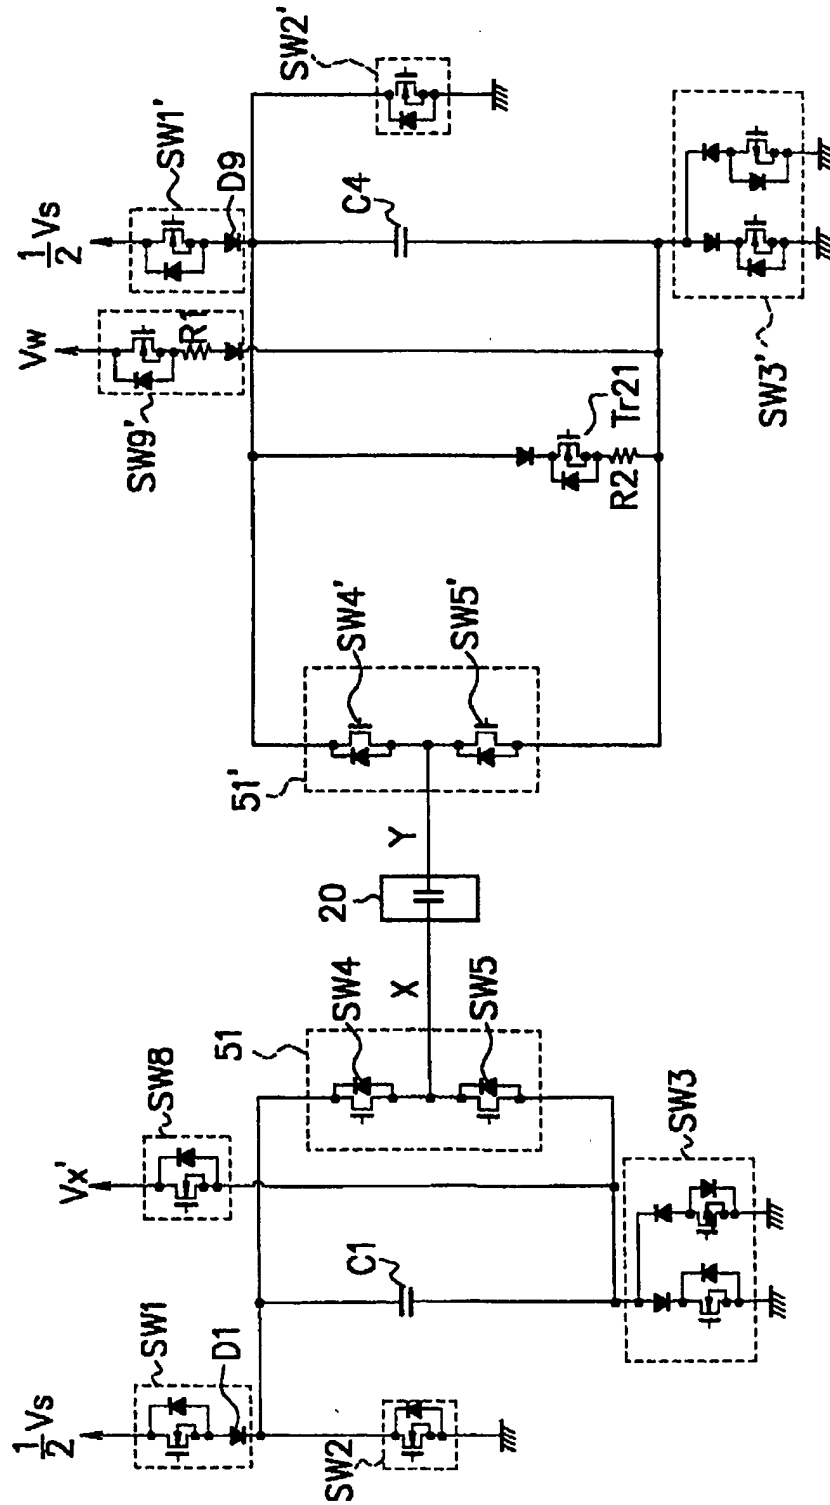 1/2 Vs
SW1
D1
SW2
C1
Vx'
SW8
SW3
51
SW4
SW5
X
20
Y
51'
SW4'
SW5'
Tr21
R2
Vw
SW9'
R1
1/2 Vs
SW1'
D9
C4
SW2'
SW3'